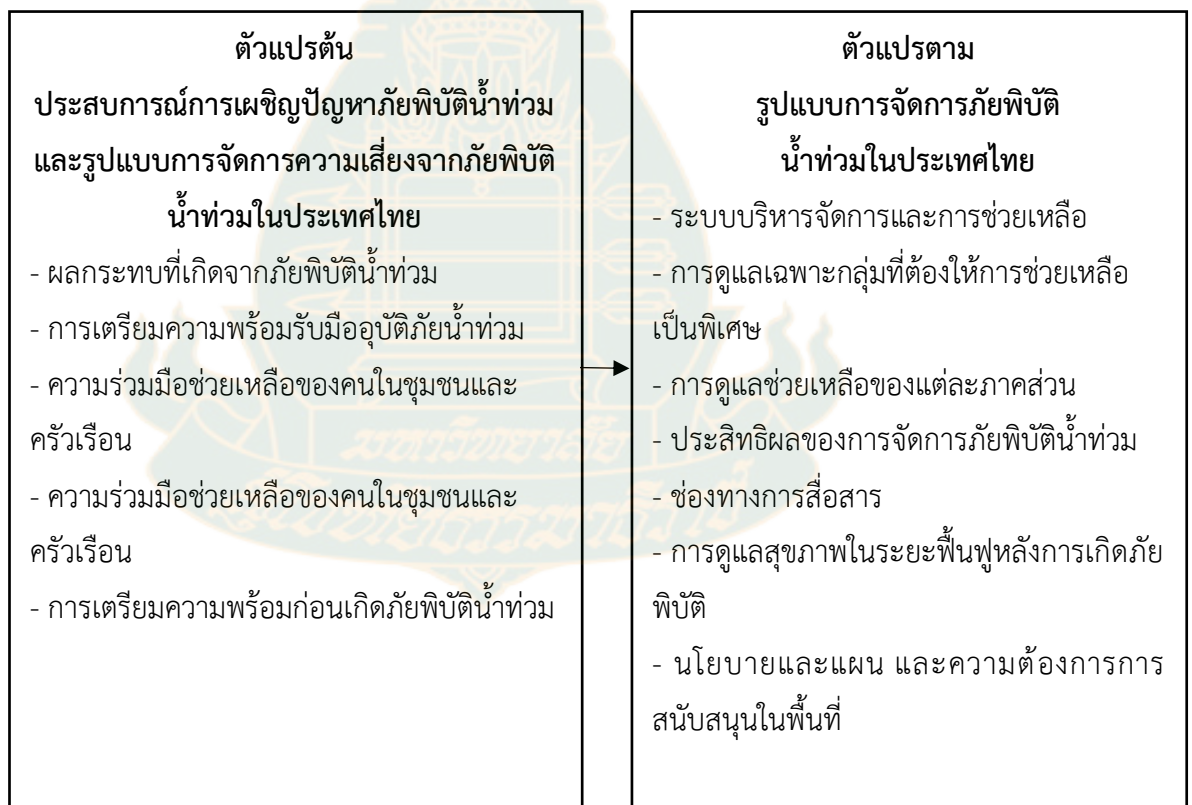 ตัวแปรต้น
ประสบการณ์การเผชิญปัญหาภัยพิบัติน้ำท่วม
และรูปแบบการจัดการความเสี่ยงจากภัยพิบัติ
น้ำท่วมในประเทศไทย
- ผลกระทบที่เกิดจากภัยพิบัติน้ำท่วม
- การเตรียมความพร้อมรับมืออุบัติภัยน้ำท่วม
- ความร่วมมือช่วยเหลือของคนในชุมชนและ
ครัวเรือน
- ความร่วมมือช่วยเหลือของคนในชุมชนและ
ครัวเรือน
- การเตรียมความพร้อมก่อนเกิดภัยพิบัติน้ำท่วม
ตัวแปรตาม
รูปแบบการจัดการภัยพิบัติ
น้ำท่วมในประเทศไทย
- ระบบบริหารจัดการและการช่วยเหลือ
- การดูแลเฉพาะกลุ่มที่ต้องให้การช่วยเหลือ
เป็นพิเศษ
- การดูแลช่วยเหลือของแต่ละภาคส่วน
- ประสิทธิผลของการจัดการภัยพิบัติน้ำท่วม
- ช่องทางการสื่อสาร
- การดูแลสุขภาพในระยะฟื้นฟูหลังการเกิดภัย
พิบัติ
- นโยบายและแผน และความต้องการการ
สนับสนุนในพื้นที่
มหาวิทยาลัย
สุโขทัยธรรมาธิราช